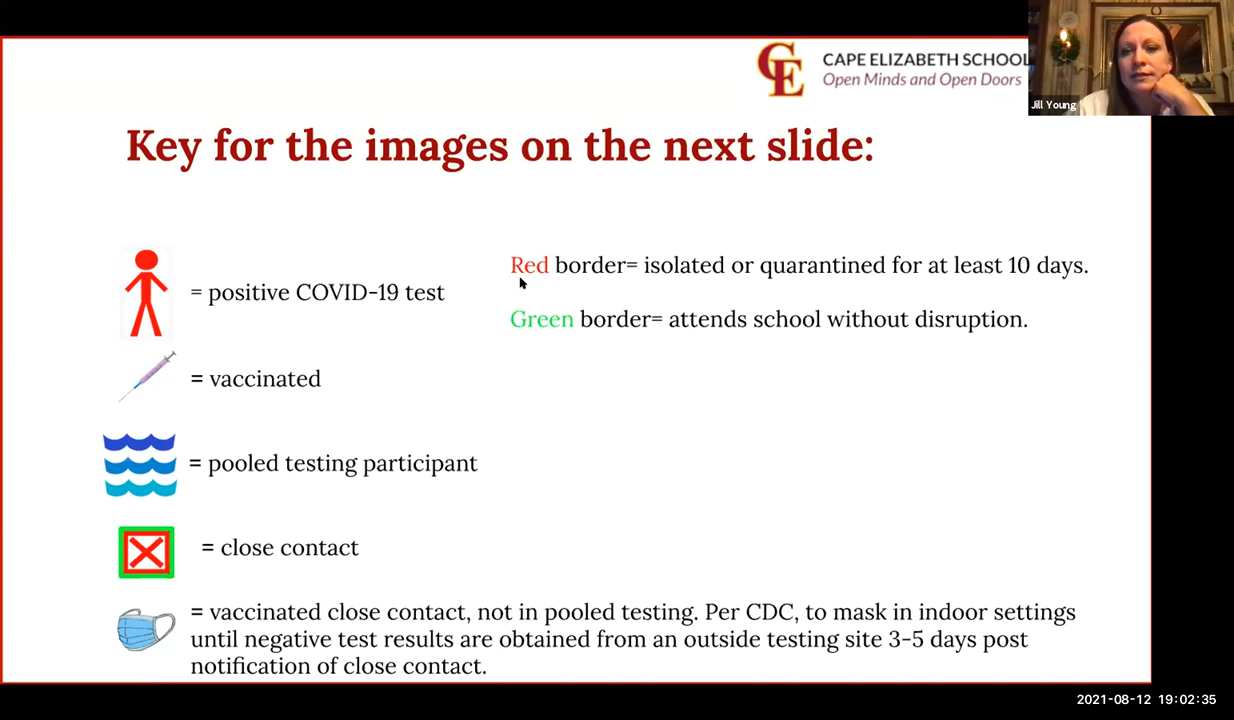 CAPE ELIZABETH SCHOOL
Open Minds and Open Doors
Jill Young
Key for the images on the next slide:
= positive COVID-19 test
Red border= isolated or quarantined for at least 10 days.
Green border= attends school without disruption.
= vaccinated
= pooled testing participant
= close contact
= vaccinated close contact, not in pooled testing. Per CDC, to mask in indoor settings
until negative test results are obtained from an outside testing site 3-5 days post
notification of close contact.
2021-08-12 19:02:35